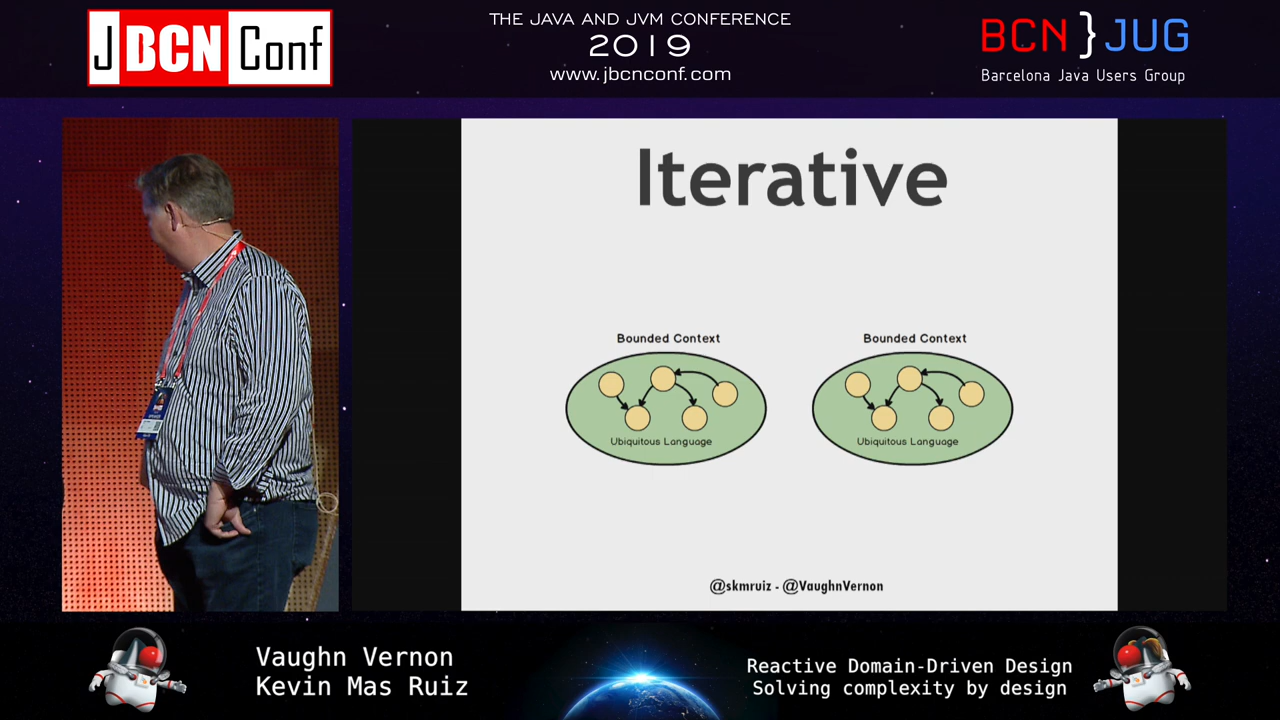 JBCNConf
THE JAVA AND JVM CONFERENCE
2019
www.jbcnconf.com
BCN}JUG
Barcelona Java Users Group
Iterative
Bounded Context
Ubiquitous Language
Bounded Context
Ubiquitous Language
@skmruiz - @VaughnVernon
Vaughn Vernon
Kevin Mas Ruiz
Reactive Domain-Driven Design
Solving complexity by design